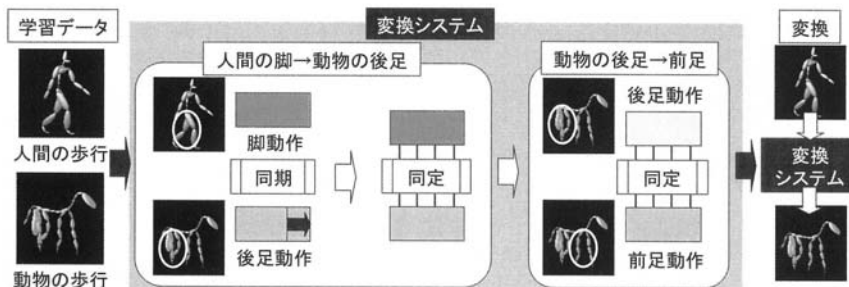 学習データ
変換システム
変換
人間の脚→動物の後足
動物の後足→前足
脚動作
人間の歩行
同期
同定
後足動作
動物の歩行
後足動作
同定
前足動作
変換
システム